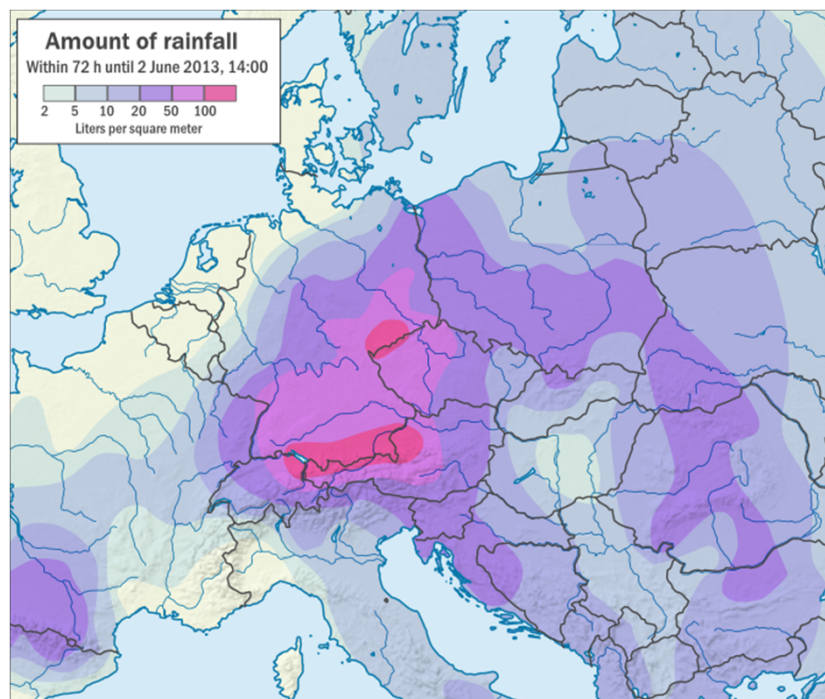 Amount of rainfall
Within 72 h until 2 June 2013, 14:00
2 5 10 20 50 100
Liters per square meter